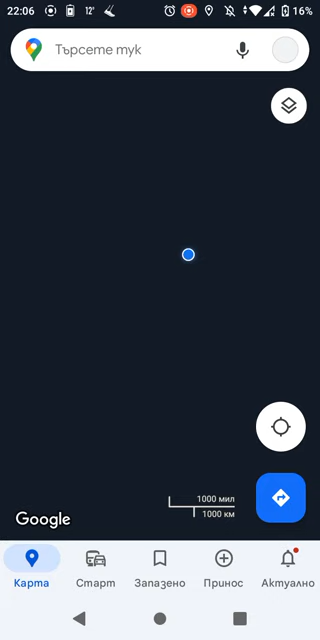 22:06
12°
16%
Търсете тук
1000 мил
1000 км
Google
Карта
Старт
Запазено
Принос
Актуално